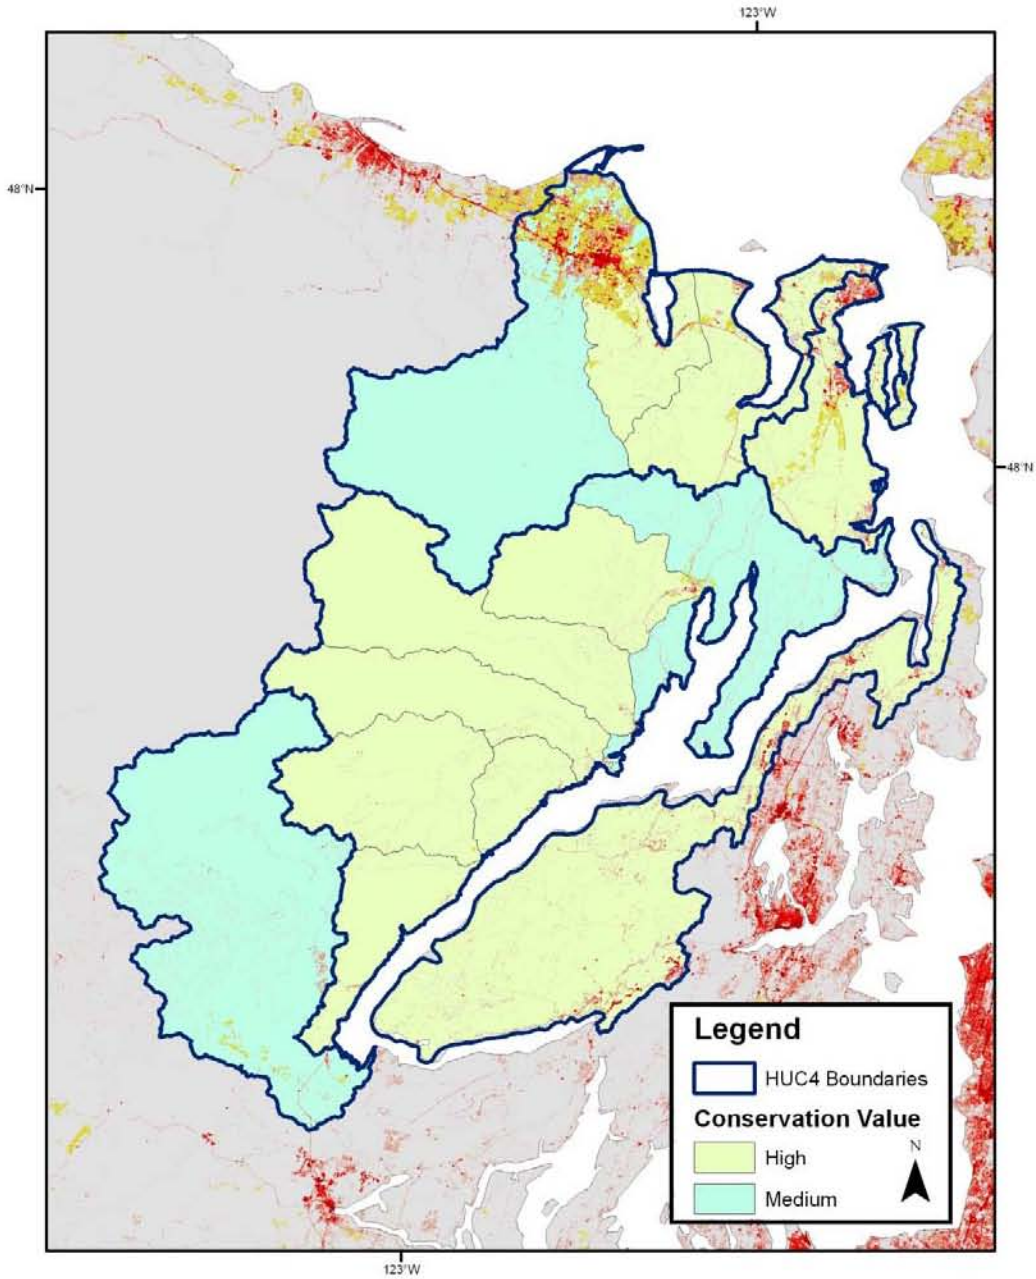 123°W
48°N
48°N
Legend
HUC4 Boundaries
Conservation Value
High
Medium
N
123°W